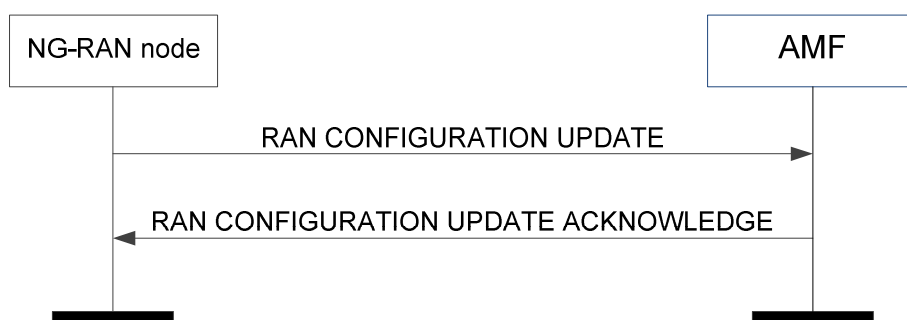 NG-RAN node
AMF
RAN CONFIGURATION UPDATE
RAN CONFIGURATION UPDATE ACKNOWLEDGE